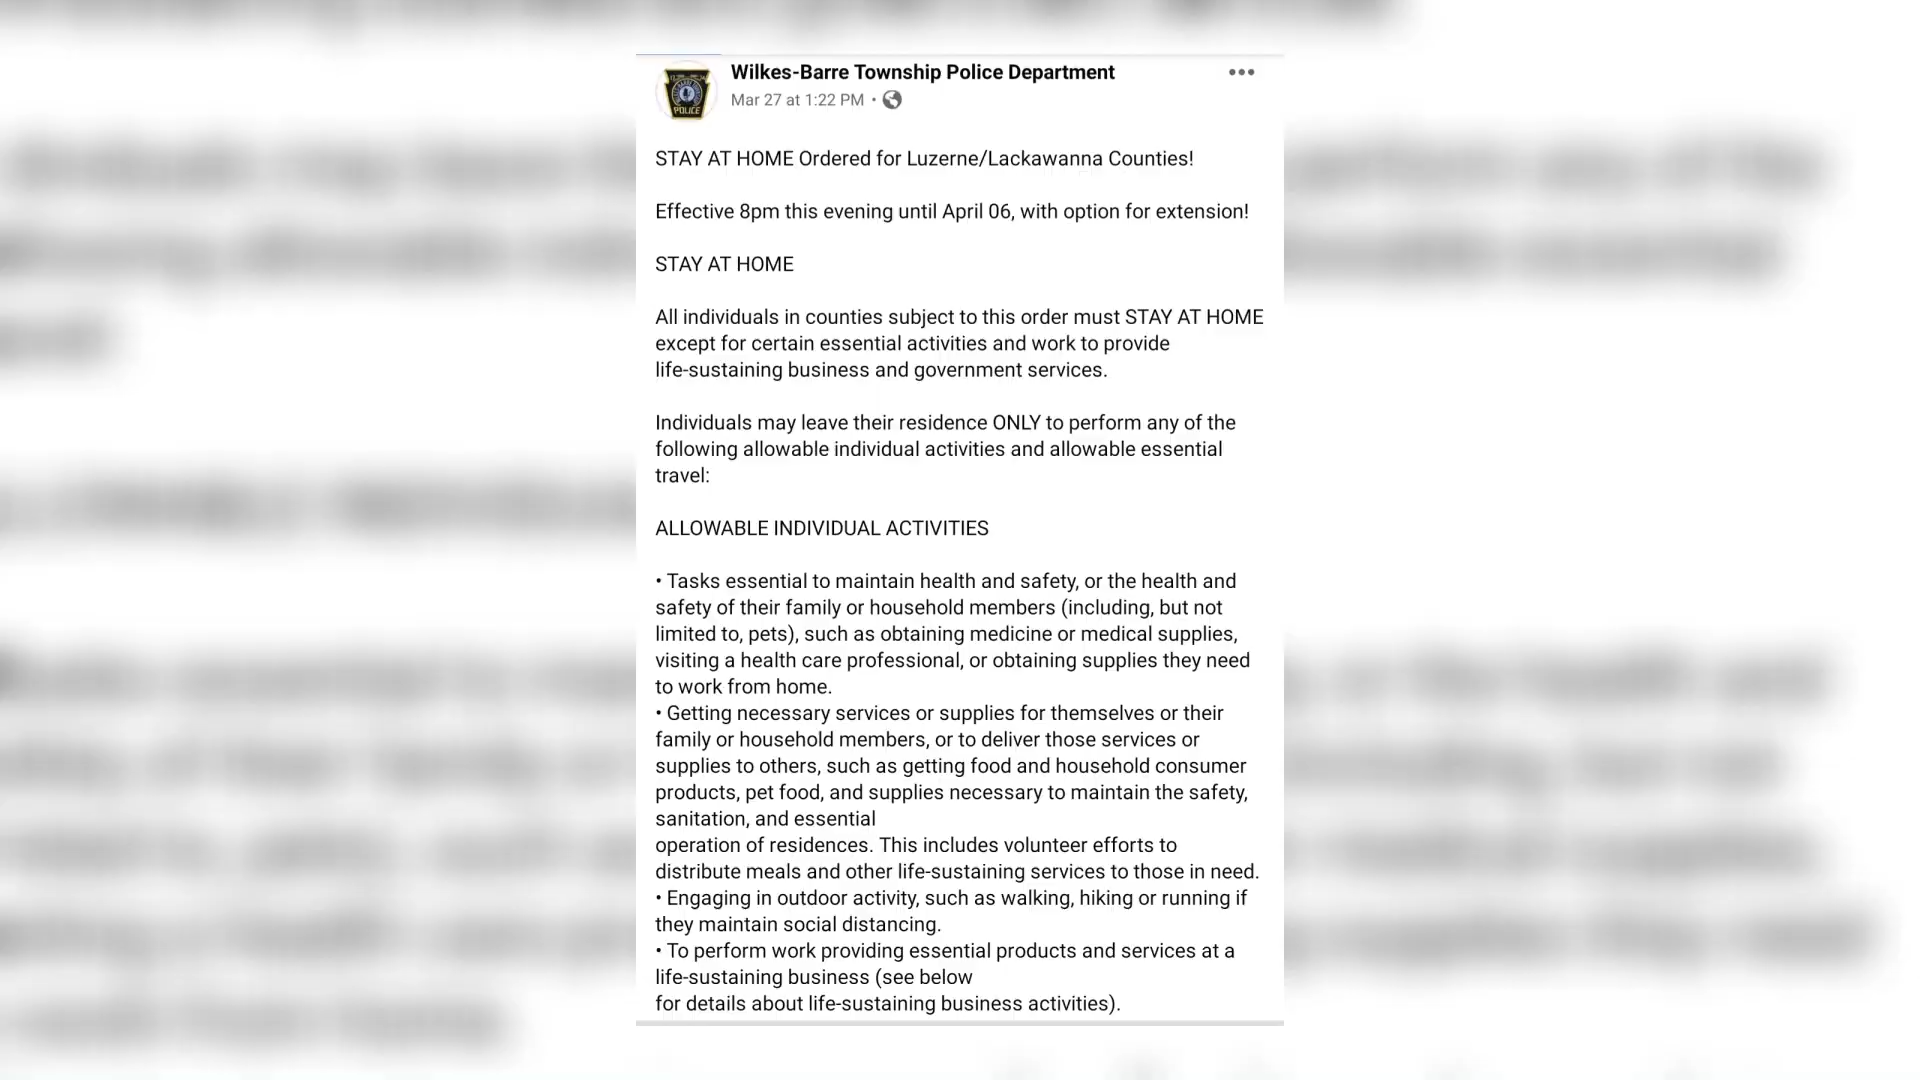 Wilkes-Barre Township Police Department
Mar 27 at 1:22 PM •
POLICE
STAY AT HOME Ordered for Luzerne/Lackawanna Counties!
Effective 8pm this evening until April 06, with option for extension!
STAY AT HOME
All individuals in counties subject to this order must STAY AT HOME
except for certain essential activities and work to provide
life-sustaining business and government services.
Individuals may leave their residence ONLY to perform any of the
following allowable individual activities and allowable essential
travel:
ALLOWABLE INDIVIDUAL ACTIVITIES
• Tasks essential to maintain health and safety, or the health and
safety of their family or household members (including, but not
limited to, pets), such as obtaining medicine or medical supplies,
visiting a health care professional, or obtaining supplies they need
to work from home.
• Getting necessary services or supplies for themselves or their
family or household members, or to deliver those services or
supplies to others, such as getting food and household consumer
products, pet food, and supplies necessary to maintain the safety,
sanitation, and essential
operation of residences. This includes volunteer efforts to
distribute meals and other life-sustaining services to those in need.
• Engaging in outdoor activity, such as walking, hiking or running if
they maintain social distancing.
• To perform work providing essential products and services at a
life-sustaining business (see below
for details about life-sustaining business activities).